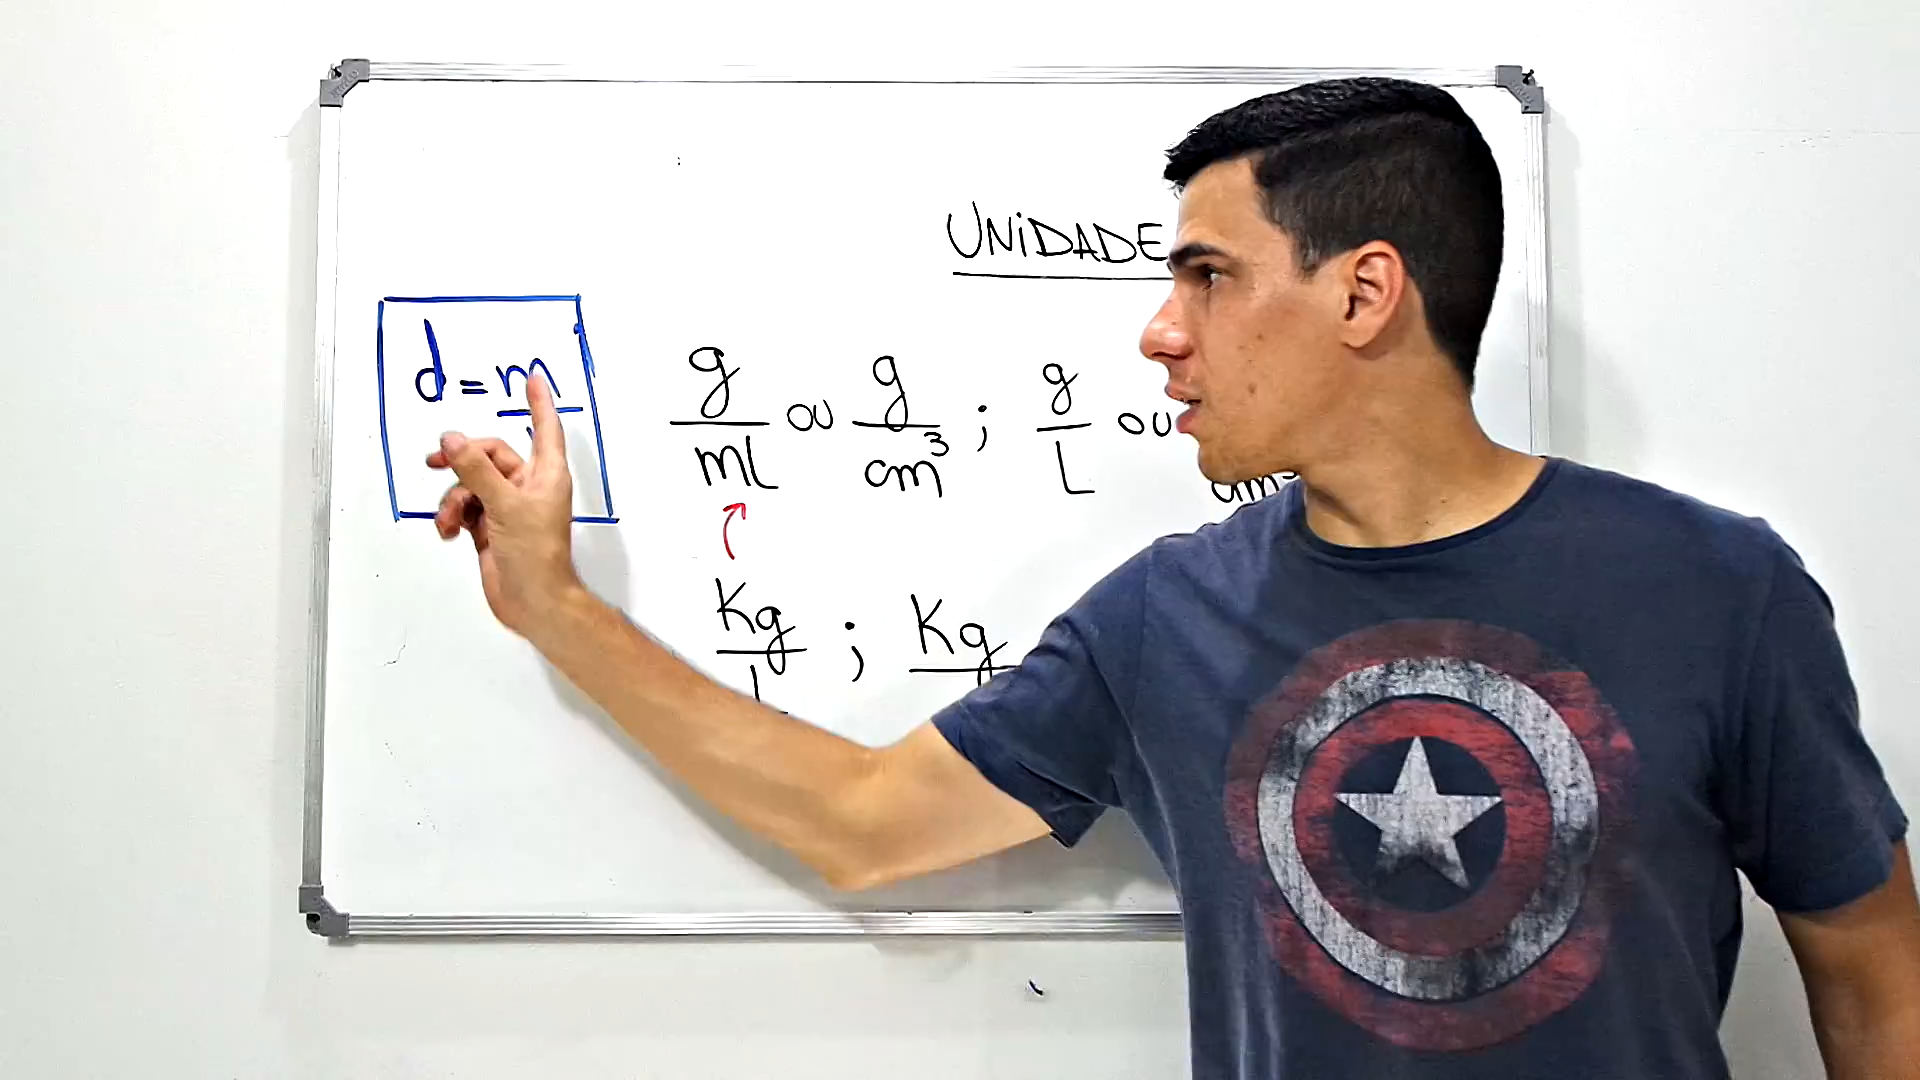 UNIDADE
d = m
g/mL ou g/cm³ ; g/L ou
Kg/L ; Kg